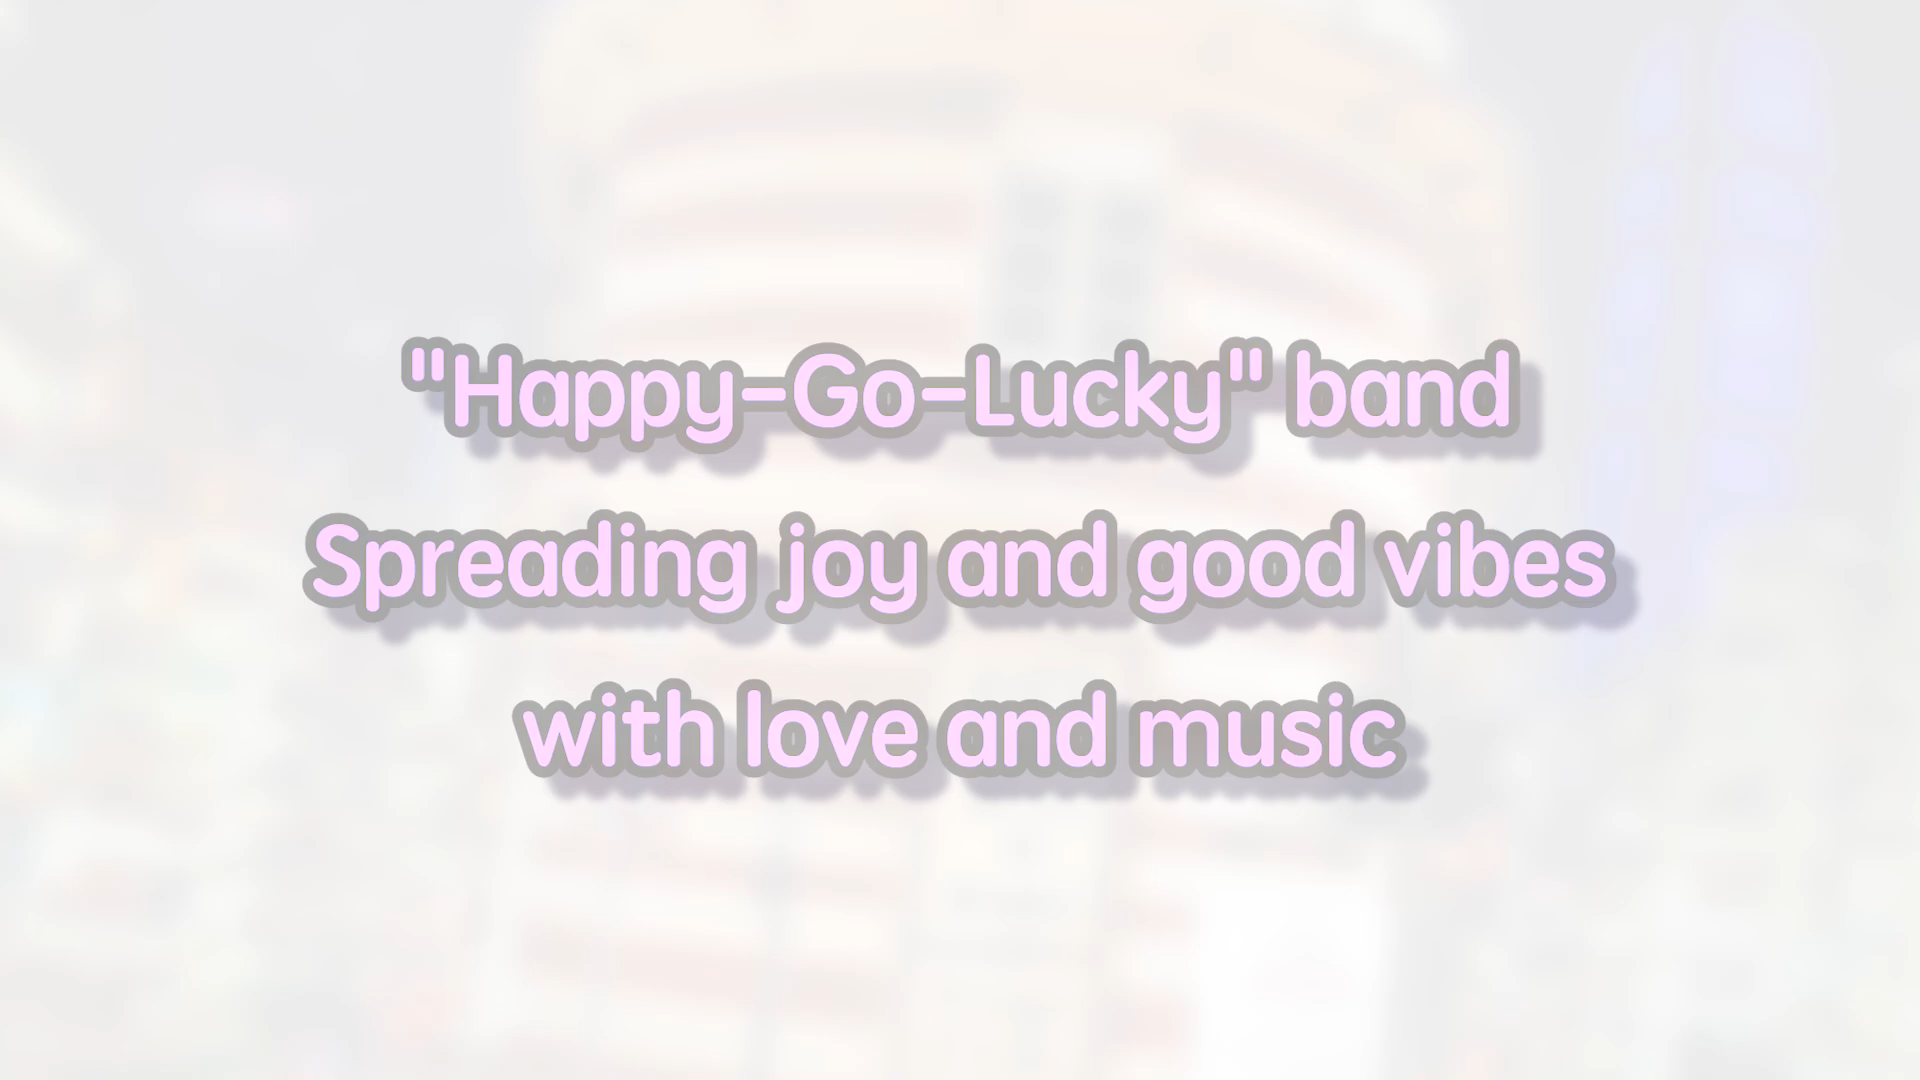 "Happy-Go-Lucky" band
Spreading joy and good vibes
with love and music